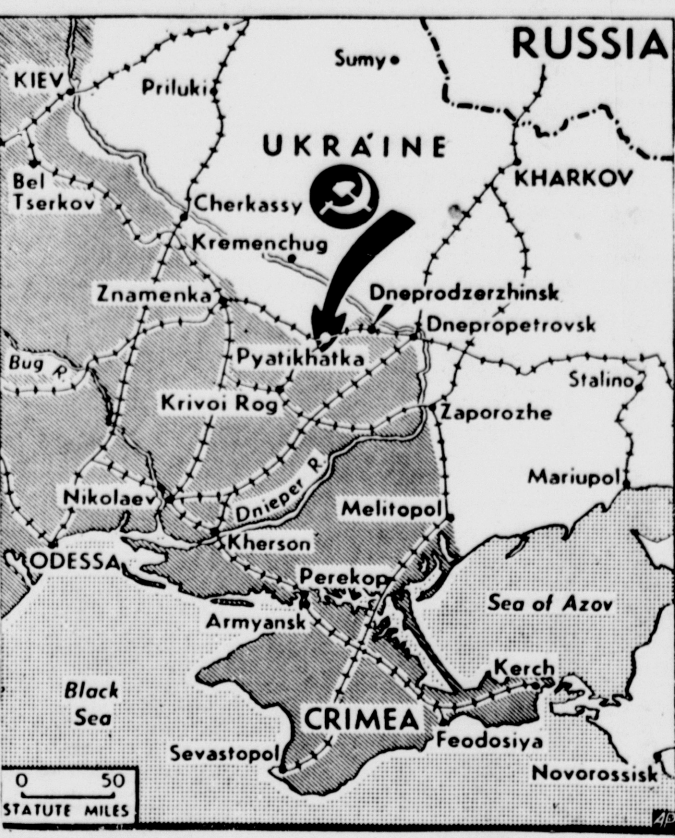 RUSSIA
Sumy
KIEV
Priluki
UKRAINE
Bel
Tserkov
KHARKOV
Cherkassy
Kremenchug
Znamenka
Dneprodzerzhinsk
Dnepropetrovsk
Pyatikhatka
Bug R.
Krivoi Rog
Stalino
Zaporozhe
Mariupol
Dnieper R.
Nikolaev
Melitopol
Kherson
ODESSA
Perekop
Sea of Azov
Armyansk
Kerch
Black
Sea
CRIMEA
Feodosiya
Sevastopol
Novorossisk
0 50
STATUTE MILES
AP